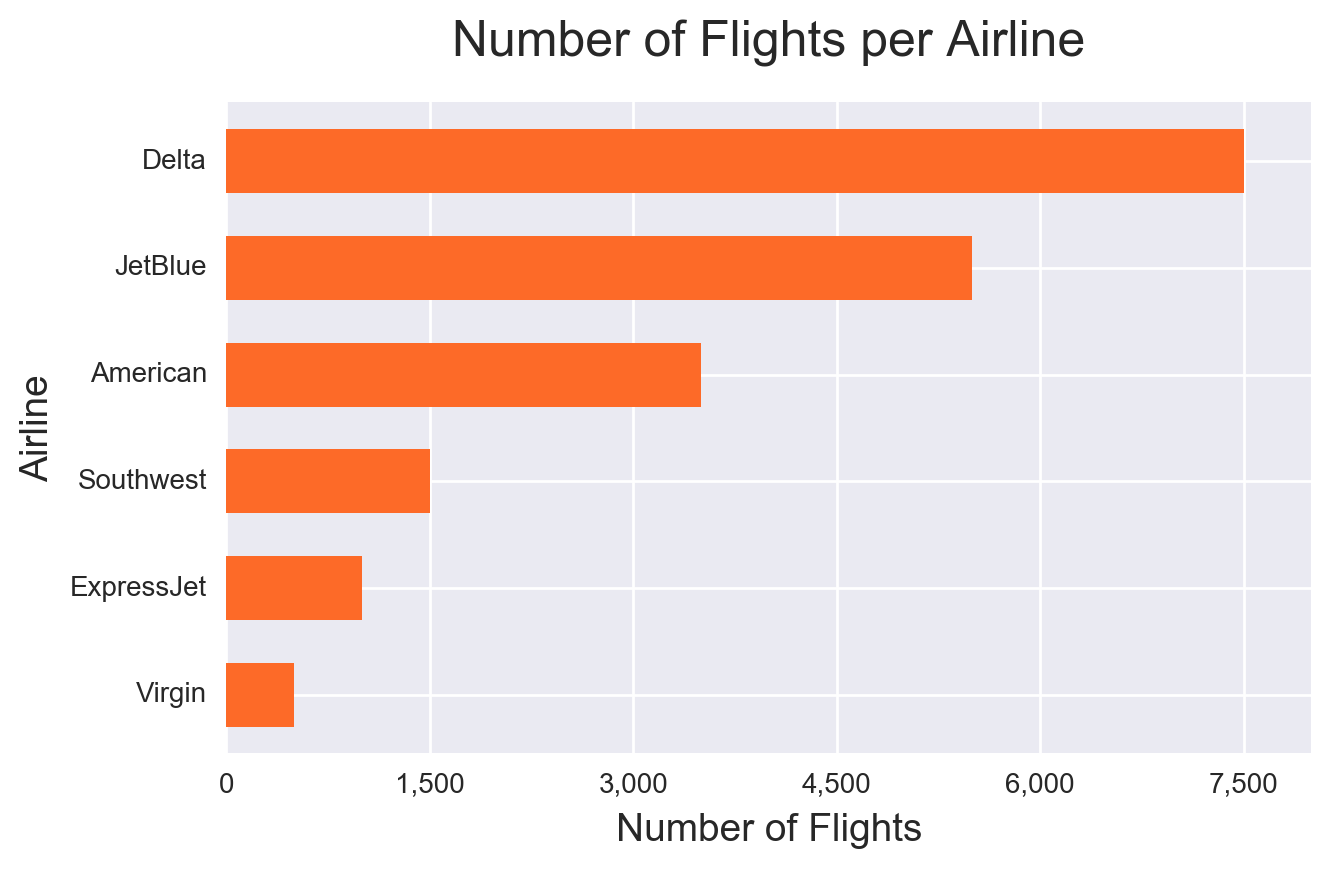 Number of Flights per Airline
Delta
JetBlue
American
Southwest
ExpressJet
Virgin
Airline
0 1,500 3,000 4,500 6,000 7,500
Number of Flights